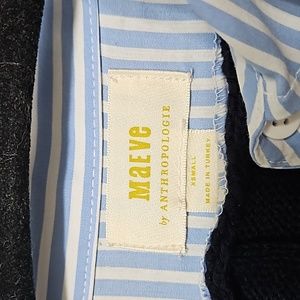 MaEVe
by ANTHROPOLOGIE
XSMALL
MADE IN TURKEY